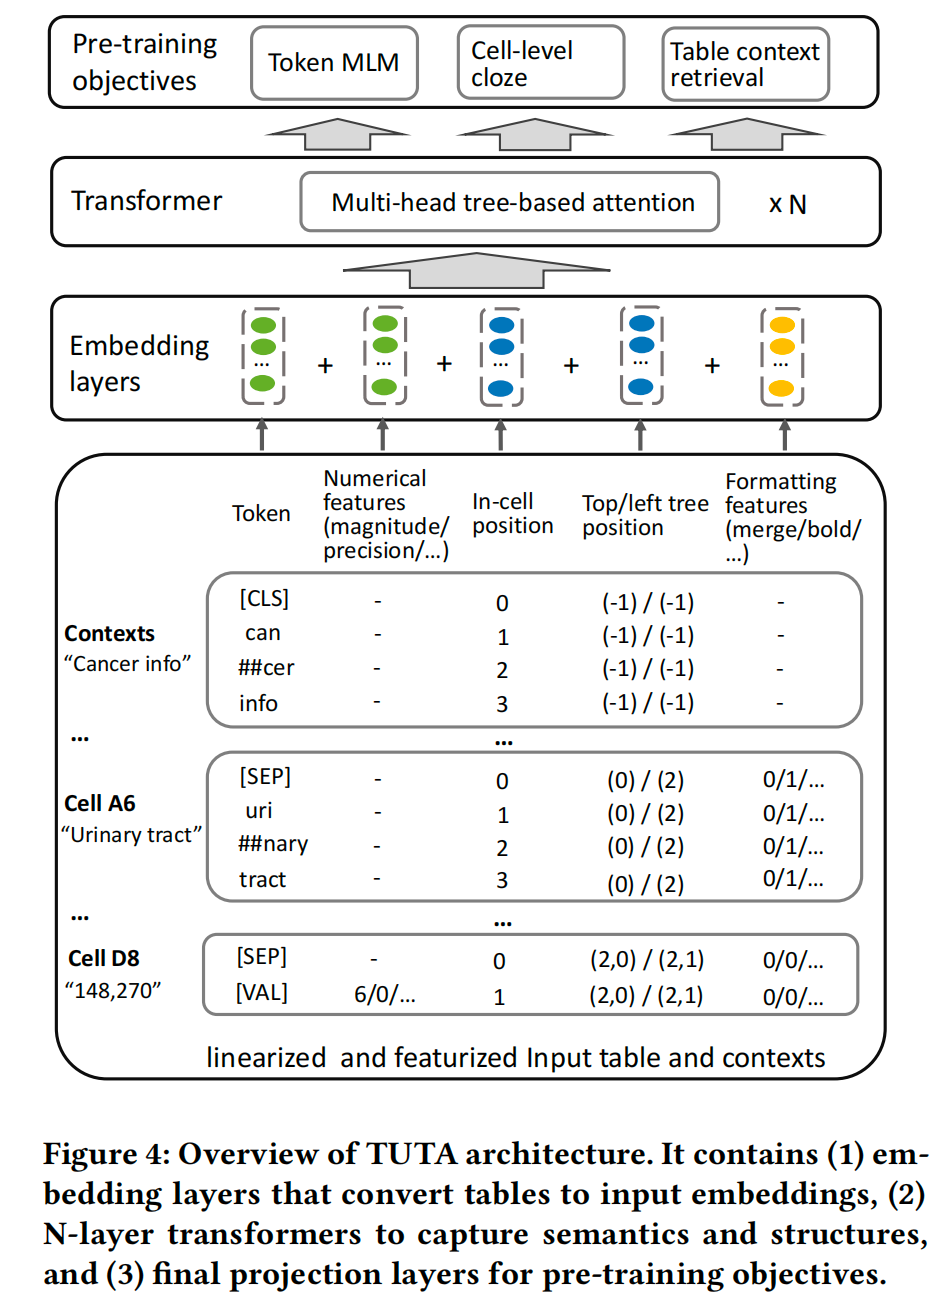 Pre-training objectives
Token MLM
Cell-level cloze
Table context retrieval
Transformer
Multi-head tree-based attention
x N
Embedding layers
...
+
...
+
...
+
...
+
...
Token
Numerical features (magnitude/ precision/...)
In-cell position
Top/left tree position
Formatting features (merge/bold/ ...)
Contexts
“Cancer info”
[CLS] - 0 (-1) / (-1) -
can - 1 (-1) / (-1) -
##cer - 2 (-1) / (-1) -
info - 3 (-1) / (-1) -
... ...
Cell A6
“Urinary tract”
[SEP] - 0 (0) / (2) 0/1/...
uri - 1 (0) / (2) 0/1/...
##nary - 2 (0) / (2) 0/1/...
tract - 3 (0) / (2) 0/1/...
... ...
Cell D8
“148,270”
[SEP] - 0 (2,0) / (2,1) 0/0/...
[VAL] 6/0/... 1 (2,0) / (2,1) 0/0/...
linearized and featurized Input table and contexts
Figure 4: Overview of TUTA architecture. It contains (1) em-
bedding layers that convert tables to input embeddings, (2)
N-layer transformers to capture semantics and structures,
and (3) final projection layers for pre-training objectives.